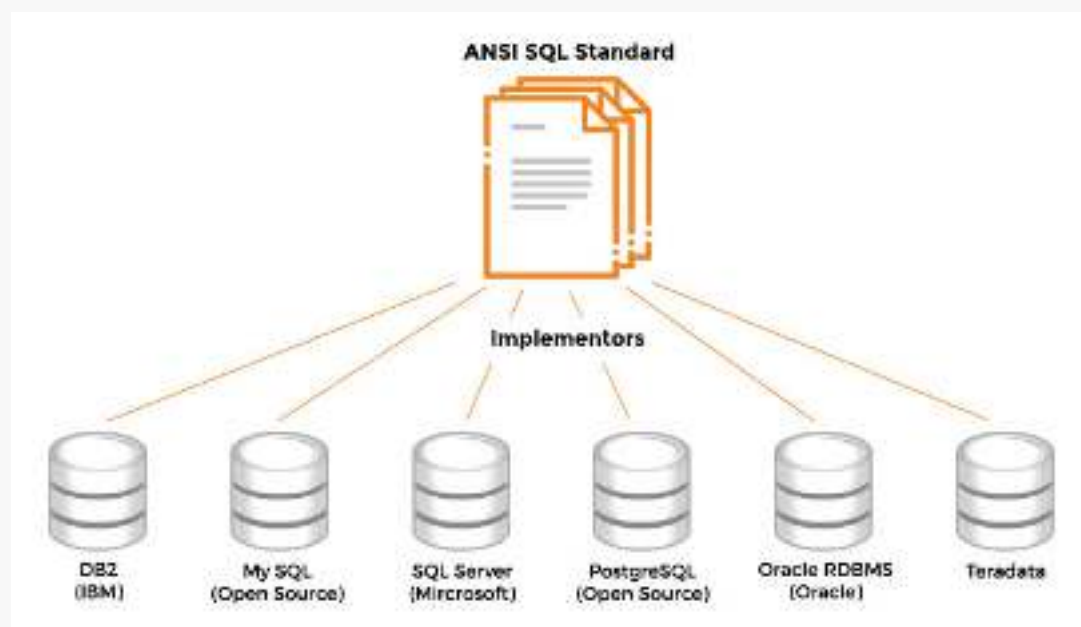 ANSI SQL Standard
Implementors
DB2
(IBM)
My SQL
(Open Source)
SQL Server
(Mircrosoft)
PostgreSQL
(Open Source)
Oracle RDBMS
(Oracle)
Teradata